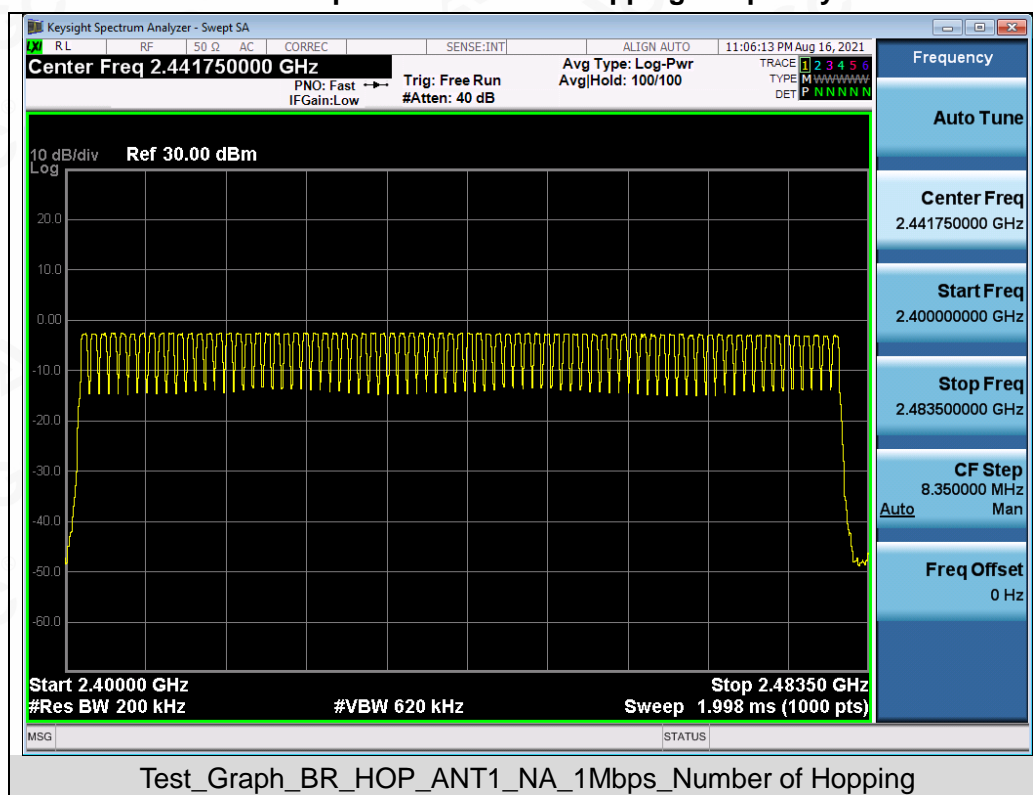 Keysight Spectrum Analyzer - Swept SA
LXI RL RF 50 Ω AC CORREC SENSE:INT ALIGN AUTO 11:06:13 PM Aug 16, 2021
Center Freq 2.441750000 GHz
PNO: Fast
IFGain:Low
Trig: Free Run
#Atten: 40 dB
Avg Type: Log-Pwr
Avg|Hold: 100/100
TRACE 1 2 3 4 5 6
TYPE M WWWWW
DET P N N N N N
Frequency
Auto Tune
10 dB/div Ref 30.00 dBm
Log
20.0
10.0
0.00
-10.0
-20.0
-30.0
-40.0
-50.0
-60.0
Center Freq
2.441750000 GHz
Start Freq
2.400000000 GHz
Stop Freq
2.483500000 GHz
CF Step
8.350000 MHz
Auto Man
Freq Offset
0 Hz
Start 2.40000 GHz Stop 2.48350 GHz
#Res BW 200 kHz #VBW 620 kHz Sweep 1.998 ms (1000 pts)
MSG STATUS
Test_Graph_BR_HOP_ANT1_NA_1Mbps_Number of Hopping